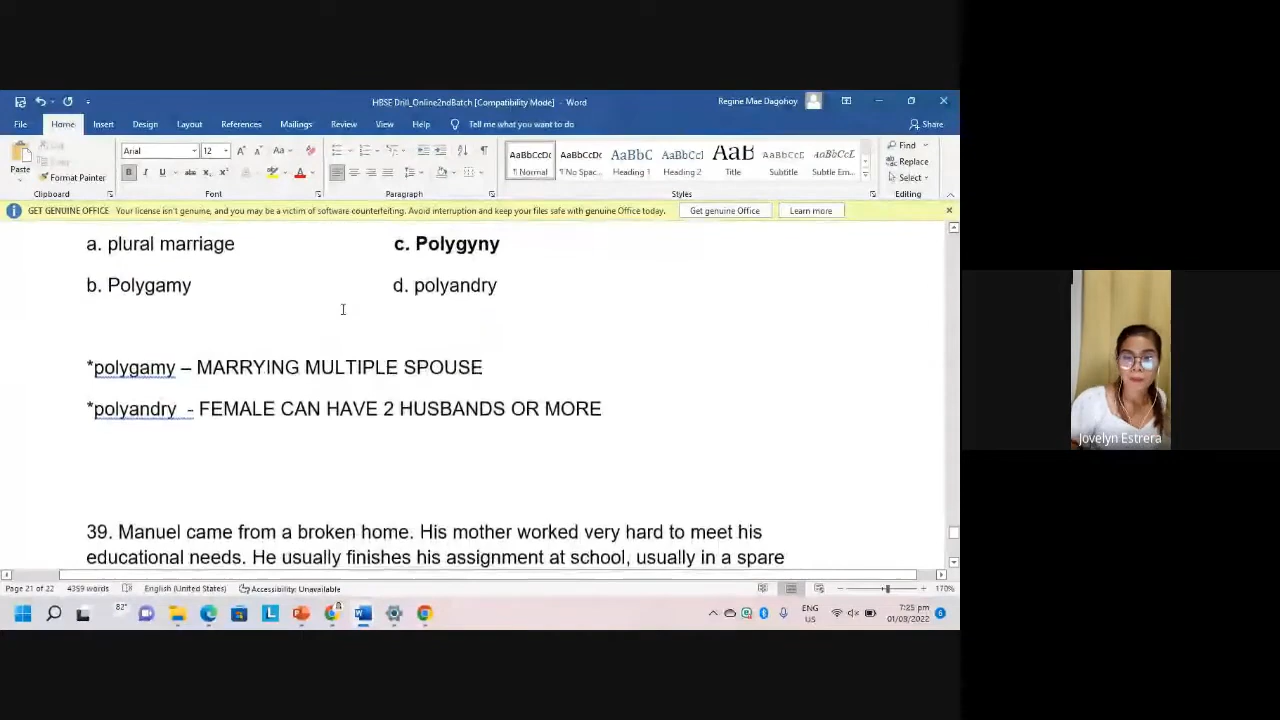 HBSE Drill_Online2ndBatch [Compatibility Mode] - Word
Regine Mae Dagohoy
File Home Insert Design Layout References Mailings Review View Help Tell me what you want to do Share
Paste
Cut
Copy
Format Painter
Clipboard
Arial 12
Font
Paragraph
AaBbCcDc AaBbCcDc AaBbC AaBbCcI AaB AaBbCcD AaBbCcL
¶ Normal ¶ No Spac... Heading 1 Heading 2 Title Subtitle Subtle Em...
Styles
Find
Replace
Select
Editing
GET GENUINE OFFICE Your license isn't genuine, and you may be a victim of software counterfeiting. Avoid interruption and keep your files safe with genuine Office today. Get genuine Office Learn more
a. plural marriage c. Polygyny
b. Polygamy d. polyandry
*polygamy – MARRYING MULTIPLE SPOUSE
*polyandry - FEMALE CAN HAVE 2 HUSBANDS OR MORE
39. Manuel came from a broken home. His mother worked very hard to meet his
educational needs. He usually finishes his assignment at school, usually in a spare
Page 21 of 22 4359 words English (United States) Accessibility: Unavailable 170%
82°
ENG
US
7:25 pm
01/09/2022
6
Jovelyn Estrera